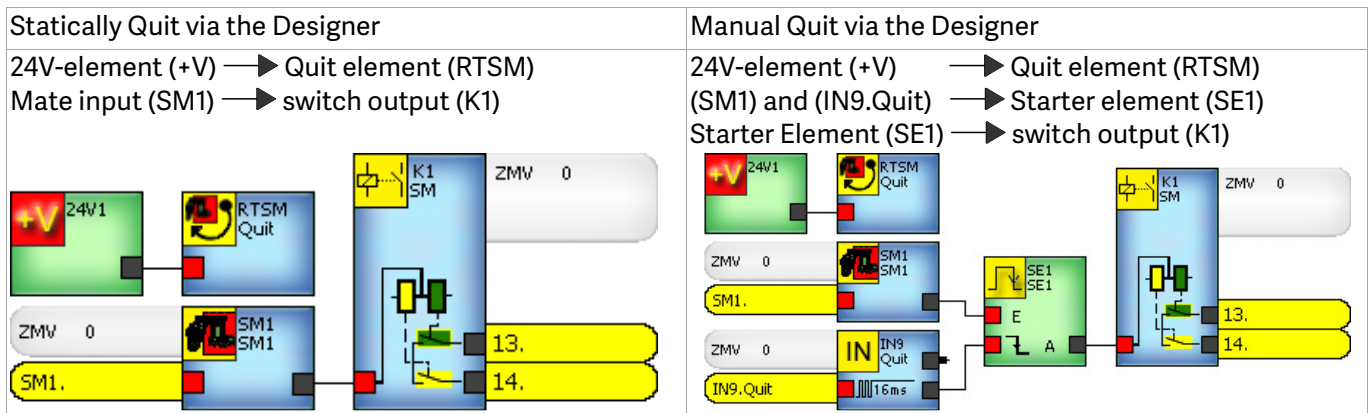 Statically Quit via the Designer
24V-element (+V) → Quit element (RTSM)
Mate input (SM1) → switch output (K1)
+V 24V1
RTSM
Quit
K1
SM
ZMV 0
ZMV 0
SM1
SM1
SM1.
13.
14.
Manual Quit via the Designer
24V-element (+V) → Quit element (RTSM)
(SM1) and (IN9.Quit) → Starter element (SE1)
Starter Element (SE1) → switch output (K1)
+V 24V1
RTSM
Quit
K1
SM
ZMV 0
ZMV 0
SM1
SM1
SM1.
SE1
SE1
E
A
13.
14.
ZMV 0
IN IN9
Quit
IN9.Quit
16ms